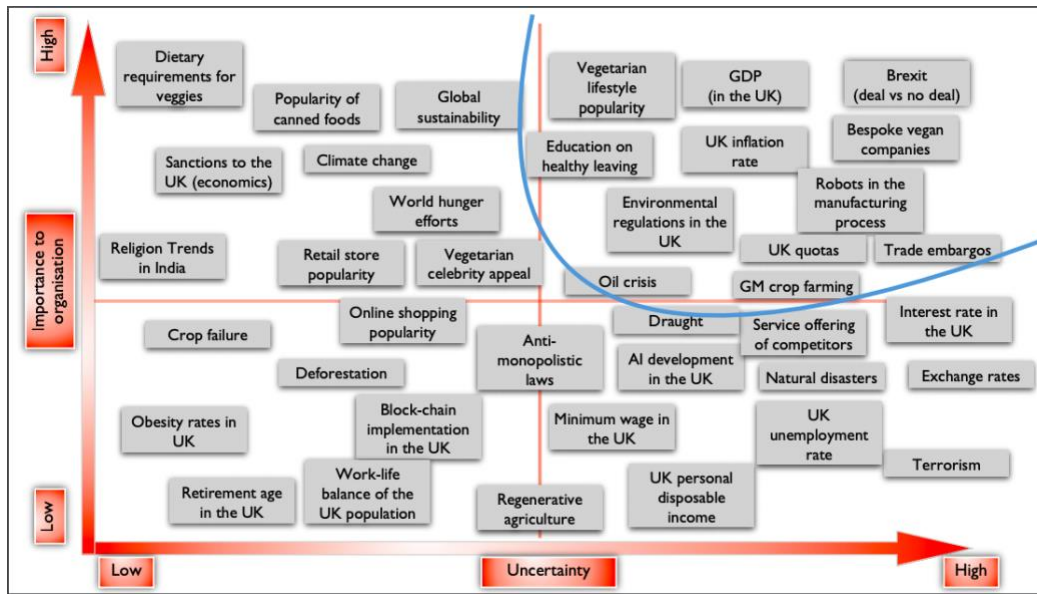 High
Dietary
requirements for
veggies
Popularity of
canned foods
Global
sustainability
Vegetarian
lifestyle
popularity
GDP
(in the UK)
Brexit
(deal vs no deal)
Sanctions to the
UK (economics)
Climate change
Education on
healthy leaving
UK inflation
rate
Bespoke vegan
companies
World hunger
efforts
Environmental
regulations in the
UK
Robots in the
manufacturing
process
Importance to
organisation
Religion Trends
in India
Retail store
popularity
Vegetarian
celebrity appeal
Oil crisis
UK quotas
Trade embargos
GM crop farming
Crop failure
Online shopping
popularity
Anti-
monopolistic
laws
Draught
Service offering
of competitors
Interest rate in
the UK
Deforestation
AI development
in the UK
Natural disasters
Exchange rates
Obesity rates in
UK
Block-chain
implementation
in the UK
Minimum wage in
the UK
UK
unemployment
rate
Terrorism
Retirement age
in the UK
Work-life
balance of the
UK population
Regenerative
agriculture
UK personal
disposable
income
Low
Low
Uncertainty
High